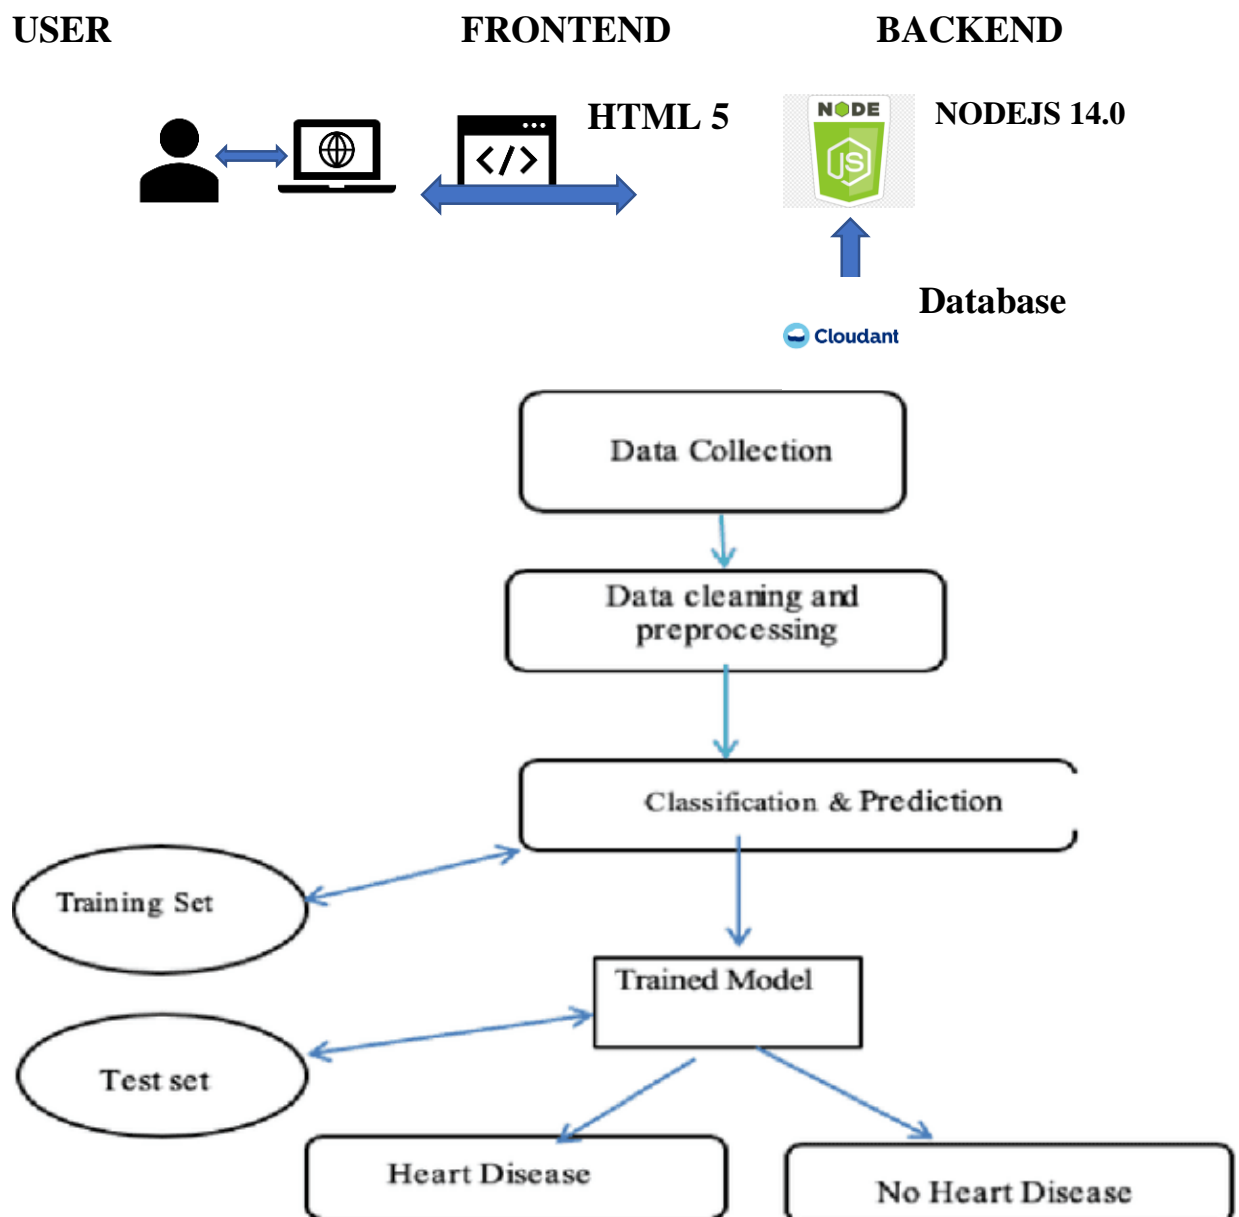 USER FRONTEND BACKEND
HTML 5
NODE
JS
NODEJS 14.0
</>
Database
Cloudant
Data Collection
Data cleaning and
preprocessing
Classification & Prediction
Training Set
Trained Model
Test set
Heart Disease
No Heart Disease